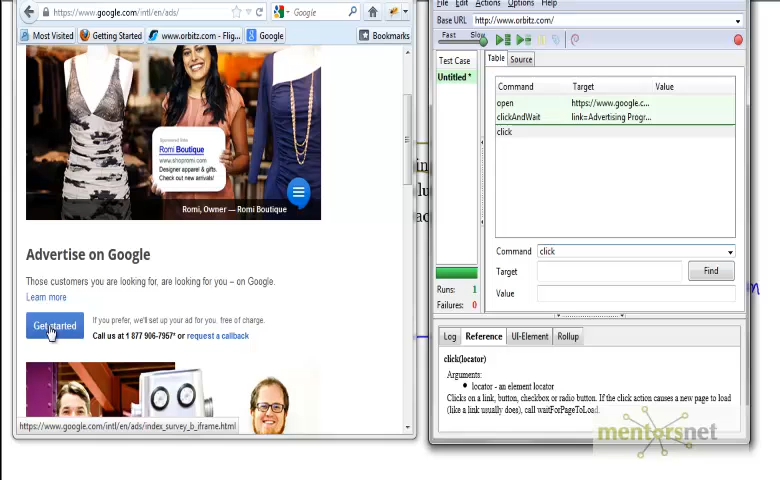 https://www.google.com/intl/en/ads/
Google
Most Visited
Getting Started
www.orbitz.com - Flig...
Google
Bookmarks
Sponsored links
Romi Boutique
www.shopromi.com
Designer apparel & gifts.
Check out new arrivals!
Romi, Owner — Romi Boutique
Advertise on Google
Those customers you are looking for, are looking for you – on Google.
Learn more
Get started
If you prefer, we'll set up your ad for you, free of charge.
Call us at 1 877 906-7957* or request a callback
https://www.google.com/intl/en/ads/index_survey_b_iframe.html
File Edit Actions Options Help
Base URL http://www.orbitz.com/
Fast Slow
Test Case
Untitled *
Table Source
Command Target Value
open https://www.google.c...
clickAndWait link=Advertising Progr...
click
Command click
Target Find
Value
Runs: 1
Failures: 0
Log Reference UI-Element Rollup
click(locator)
Arguments:
locator - an element locator
Clicks on a link, button, checkbox or radio button. If the click action causes a new page to load
(like a link usually does), call waitForPageToLoad.
mentorsnet